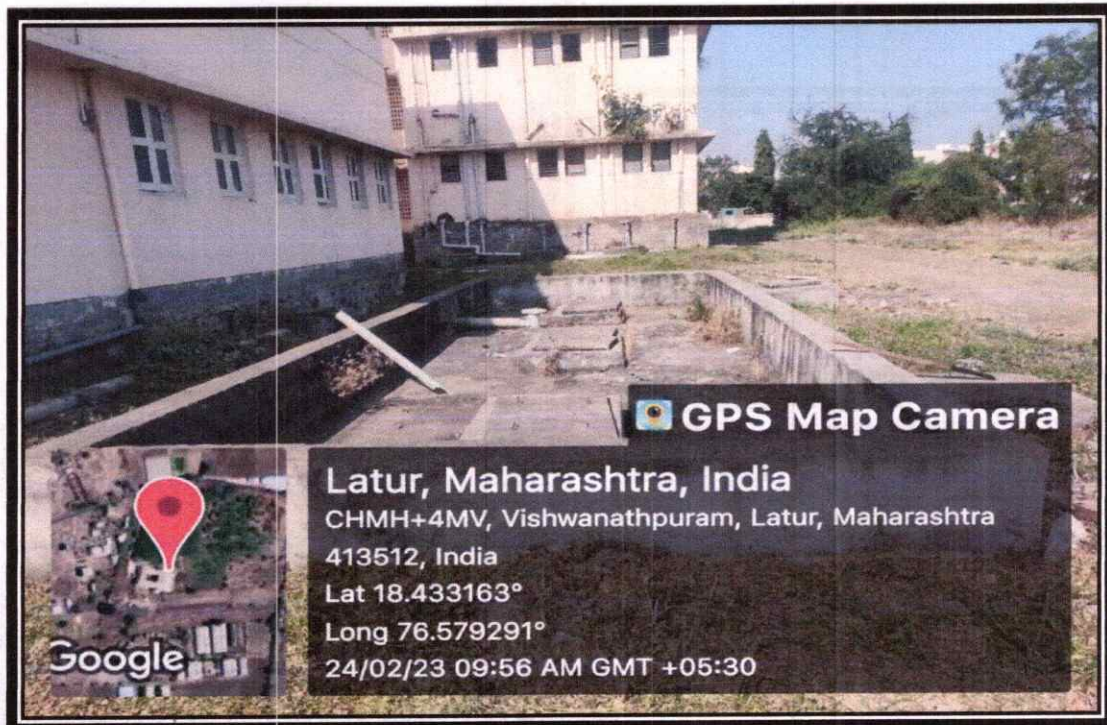 GPS Map Camera
Latur, Maharashtra, India
CHMH+4MV, Vishwanathpuram, Latur, Maharashtra
413512, India
Lat 18.433163°
Long 76.579291°
24/02/23 09:56 AM GMT +05:30
Google